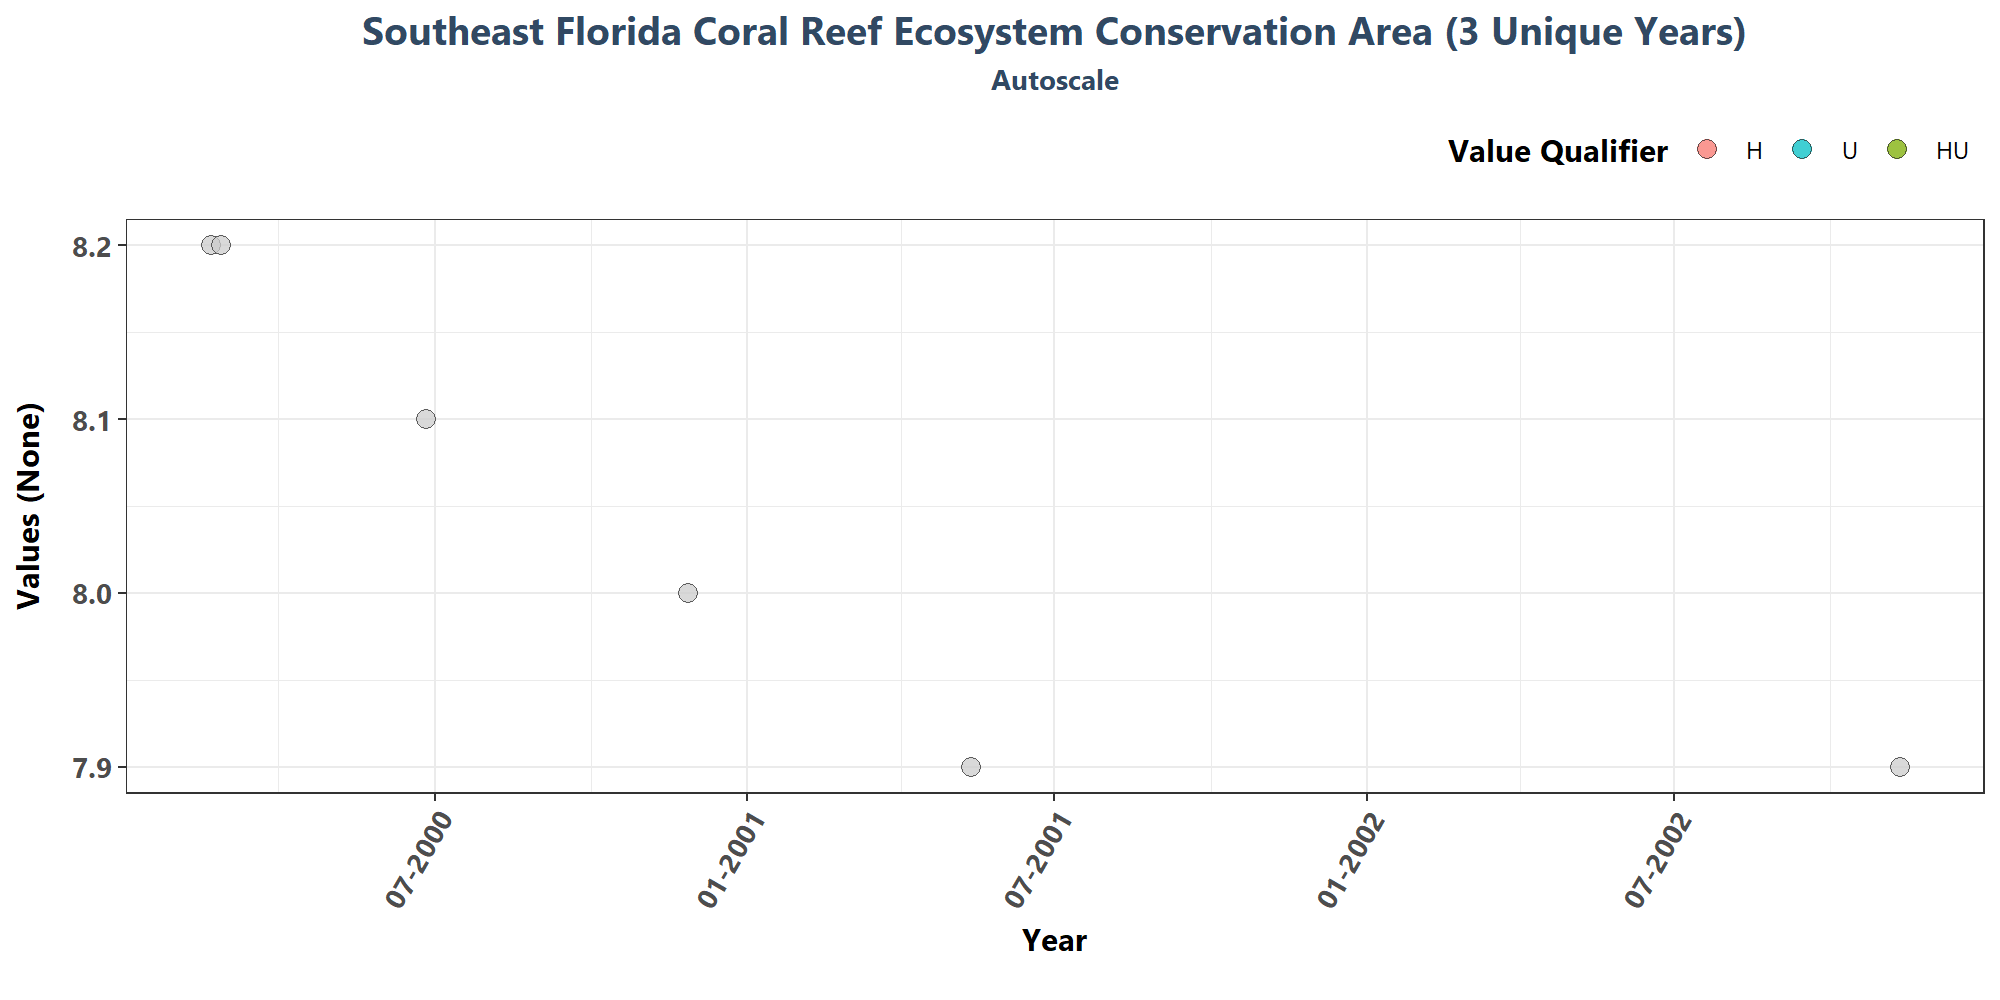 Southeast Florida Coral Reef Ecosystem Conservation Area (3 Unique Years)
Autoscale
Value Qualifier H U HU
Values (None)
8.2
8.1
8.0
7.9
07-2000 01-2001 07-2001 01-2002 07-2002
Year